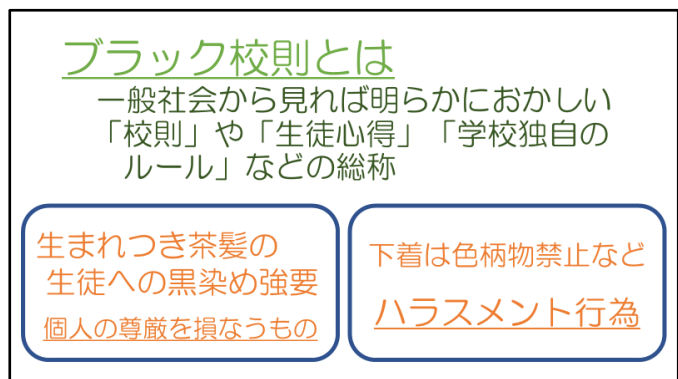 ブラック校則とは
一般社会から見れば明らかにおかしい
「校則」や「生徒心得」「学校独自の
ルール」などの総称
生まれつき茶髪の
生徒への黒染め強要
個人の尊厳を損なうもの
下着は色柄物禁止など
ハラスメント行為